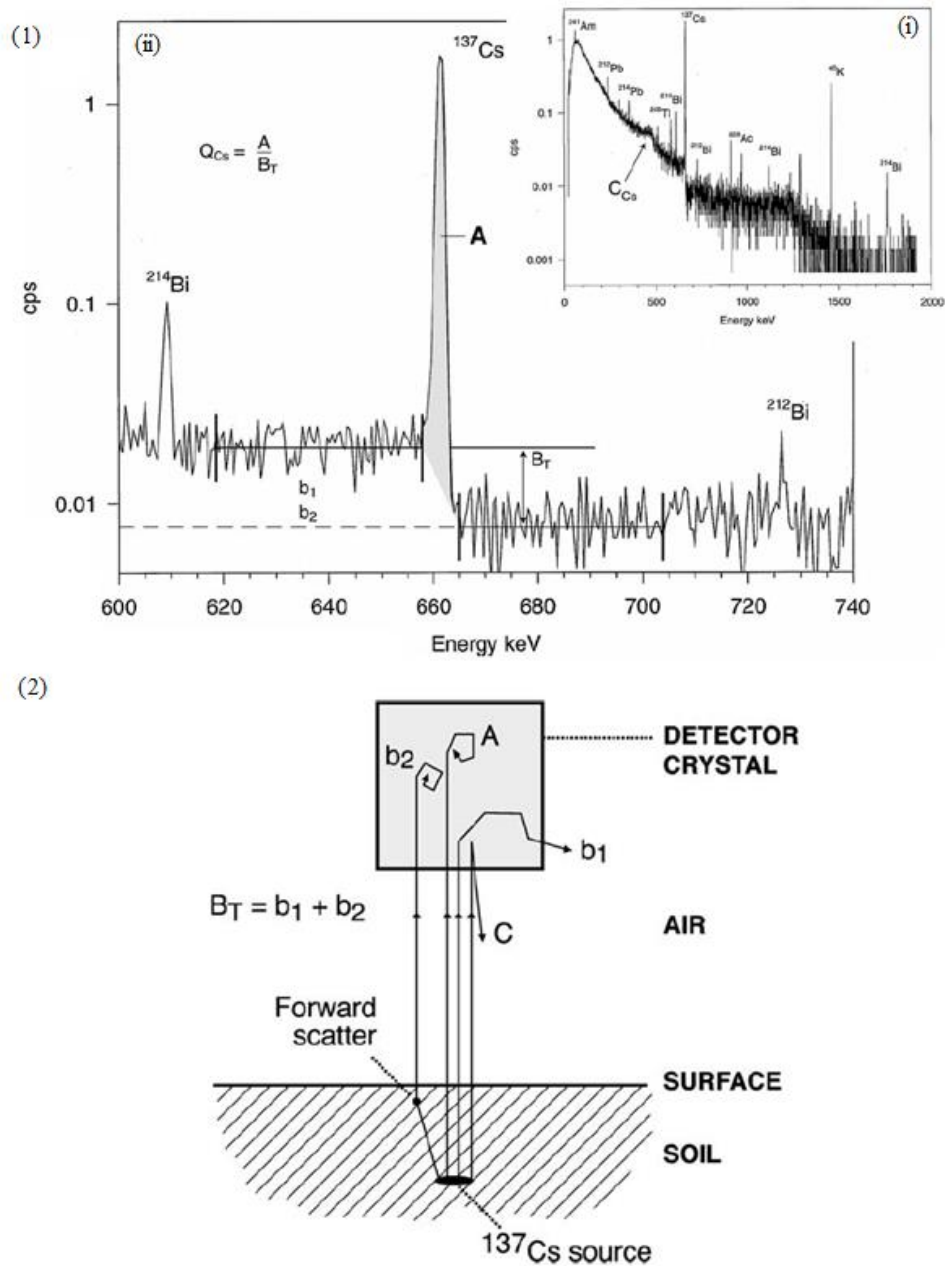 (1)
(ii)
137Cs
1
QCs = A
BT
A
214Bi
cps
0.1
212Bi
BT
b1
b2
0.01
600
620
640
660
680
700
720
740
Energy keV
(i)
241Am
137Cs
1
212Pb
214Pb
40K
0.1
214Bi
cps
CCs
0.01
0.001
0
500
1000
1500
2000
Energy keV
(2)
DETECTOR
CRYSTAL
A
b2
b1
BT = b1 + b2
C
AIR
Forward
scatter
SURFACE
SOIL
137Cs source